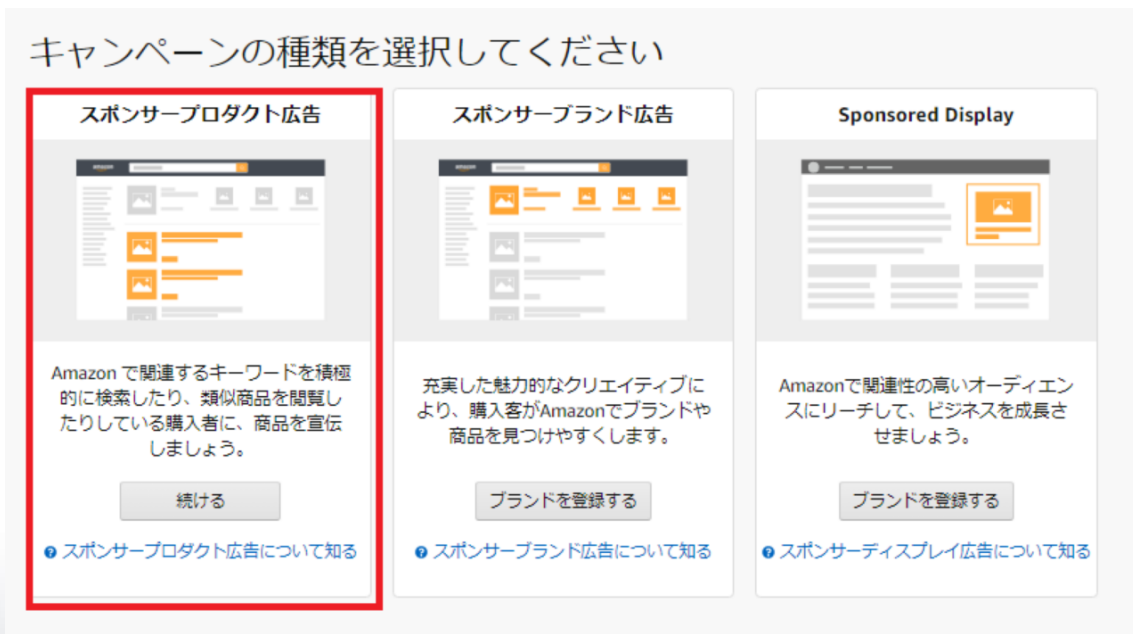 キャンペーンの種類を選択してください
スポンサープロダクト広告
Amazon で関連するキーワードを積極
的に検索したり、類似商品を閲覧し
たりしている購入者に、商品を宣伝
しましょう。
続ける
スポンサープロダクト広告について知る
スポンサーブランド広告
充実した魅力的なクリエイティブに
より、購入客がAmazonでブランドや
商品を見つけやすくします。
ブランドを登録する
スポンサーブランド広告について知る
Sponsored Display
Amazonで関連性の高いオーディエン
スにリーチして、ビジネスを成長さ
せましょう。
ブランドを登録する
スポンサーディスプレイ広告について知る